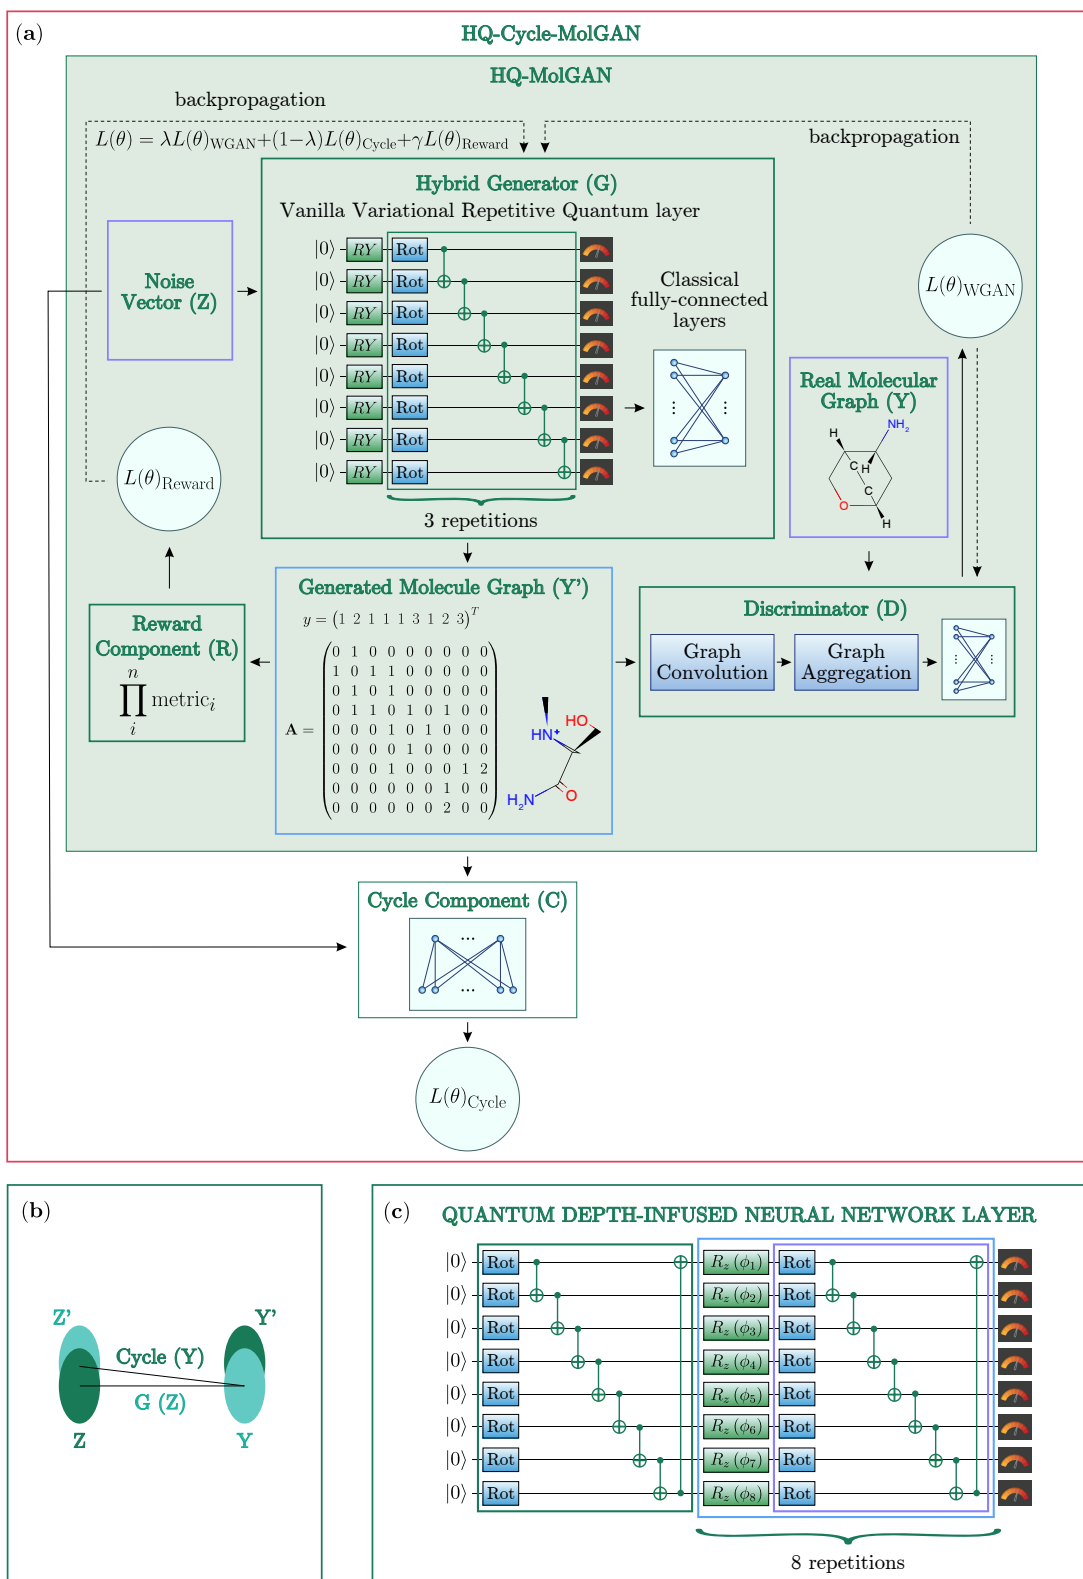 (a)
HQ-Cycle-MolGAN
HQ-MolGAN
backpropagation
L(θ) = λL(θ)WGAN+(1−λ)L(θ)Cycle+γL(θ)Reward
backpropagation
Hybrid Generator (G)
Vanilla Variational Repetitive Quantum layer
|0⟩ RY Rot
|0⟩ RY Rot
|0⟩ RY Rot
|0⟩ RY Rot
|0⟩ RY Rot
|0⟩ RY Rot
|0⟩ RY Rot
|0⟩ RY Rot
3 repetitions
Classical
fully-connected
layers
Noise
Vector (Z)
L(θ)WGAN
Real Molecular
Graph (Y)
NH2
H
C H
C
O
H
L(θ)Reward
Reward
Component (R)
n
∏ metrici
i
Generated Molecule Graph (Y')
y = (1 2 1 1 1 3 1 2 3)T
A =
0 1 0 0 0 0 0 0 0
1 0 1 1 0 0 0 0 0
0 1 0 1 0 0 0 0 0
0 1 1 0 1 0 1 0 0
0 0 0 1 0 1 0 0 0
0 0 0 0 1 0 0 0 0
0 0 0 1 0 0 0 1 2
0 0 0 0 0 0 1 0 0
0 0 0 0 0 0 2 0 0
HO
HN+
H2N
O
Discriminator (D)
Graph
Convolution
Graph
Aggregation
Cycle Component (C)
L(θ)Cycle
(b)
Z'
Y'
Cycle (Y)
G (Z)
Z
Y
(c)
QUANTUM DEPTH-INFUSED NEURAL NETWORK LAYER
|0⟩ Rot Rz (ϕ1) Rot
|0⟩ Rot Rz (ϕ2) Rot
|0⟩ Rot Rz (ϕ3) Rot
|0⟩ Rot Rz (ϕ4) Rot
|0⟩ Rot Rz (ϕ5) Rot
|0⟩ Rot Rz (ϕ6) Rot
|0⟩ Rot Rz (ϕ7) Rot
|0⟩ Rot Rz (ϕ8) Rot
8 repetitions